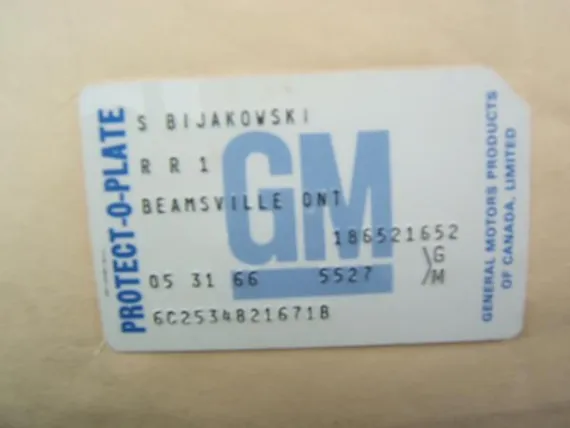 PROTECT-O-PLATE
S BIJAKOWSKI
R R 1
BEAMSVILLE ONT
GM
186521652
05 31 66 5527
GM
6C2534821671B
GENERAL MOTORS PRODUCTS
OF CANADA, LIMITED